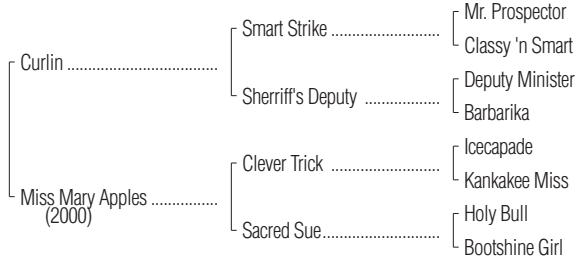 Mr. Prospector
Smart Strike ......................
Classy 'n Smart
Curlin ..............................
Deputy Minister
Sherriff's Deputy ...............
Barbarika
Icecapade
Clever Trick ......................
Kankakee Miss
Miss Mary Apples .............
(2000)
Holy Bull
Sacred Sue........................
Bootshine Girl